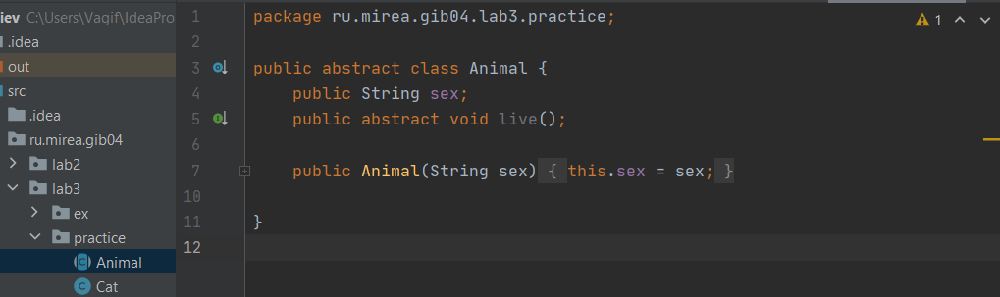 iev C:\Users\Vagif\IdeaProj
.idea
out
src
.idea
ru.mirea.gib04
lab2
lab3
ex
practice
Animal
Cat
1 package ru.mirea.gib04.lab3.practice;
2
3 public abstract class Animal {
4 public String sex;
5 public abstract void live();
6
7 public Animal(String sex) { this.sex = sex; }
10
11 }
12
1